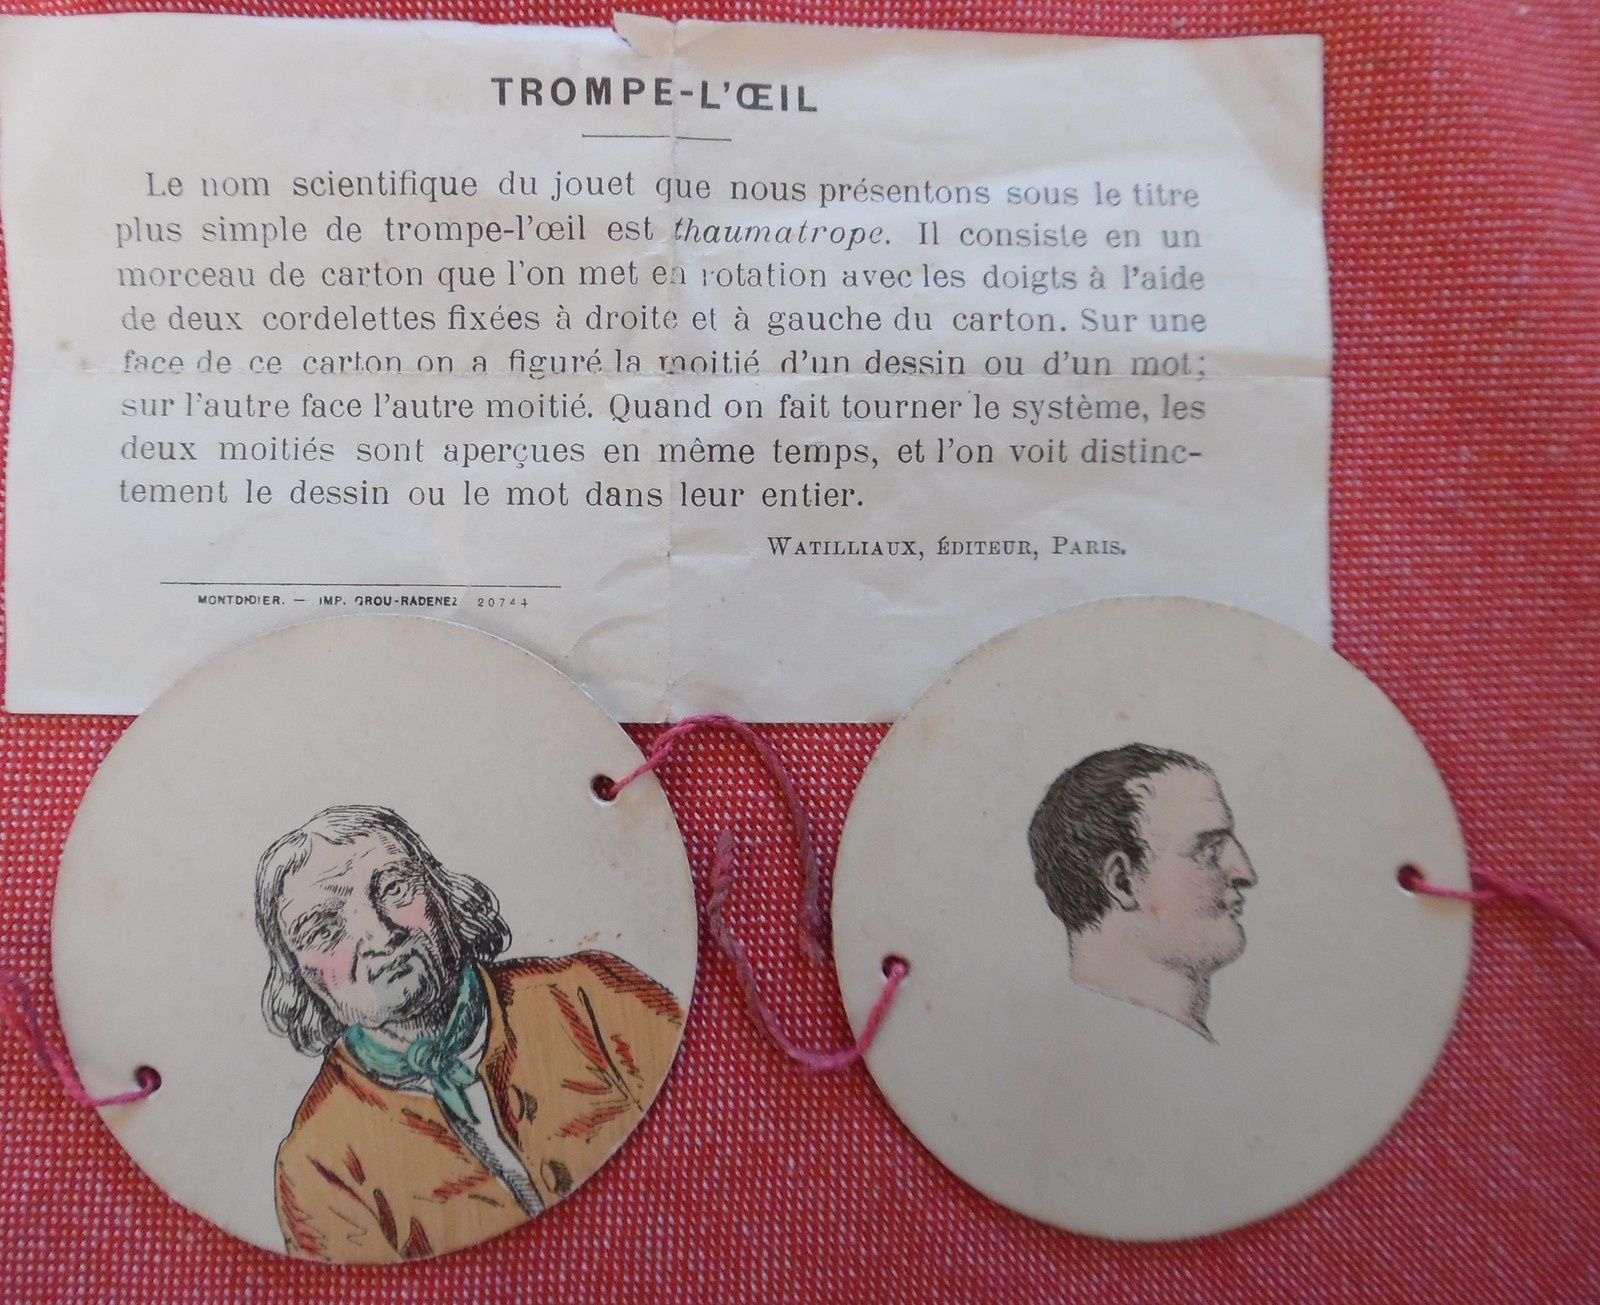 TROMPE-L'ŒIL
Le nom scientifique du jouet que nous présentons sous le titre
plus simple de trompe-l'œil est thaumatrope. Il consiste en un
morceau de carton que l'on met en rotation avec les doigts à l'aide
de deux cordelettes fixées à droite et à gauche du carton. Sur une
face de ce carton on a figuré la moitié d'un dessin ou d'un mot;
sur l'autre face l'autre moitié. Quand on fait tourner le système, les
deux moitiés sont aperçues en même temps, et l'on voit distinc-
tement le dessin ou le mot dans leur entier.
WATILLIAUX, ÉDITEUR, PARIS.
MONTDIDIER. — IMP. GROU-RADENEZ 20744